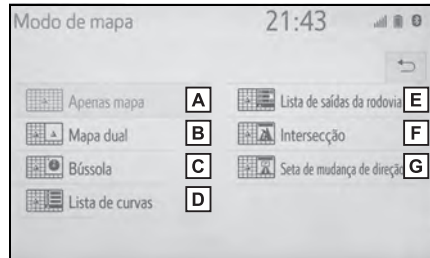 Modo de mapa 21:43
Apenas mapa A
Mapa dual B
Bússola C
Lista de curvas D
Lista de saídas da rodovia E
Intersecção F
Seta de mudança de direção G